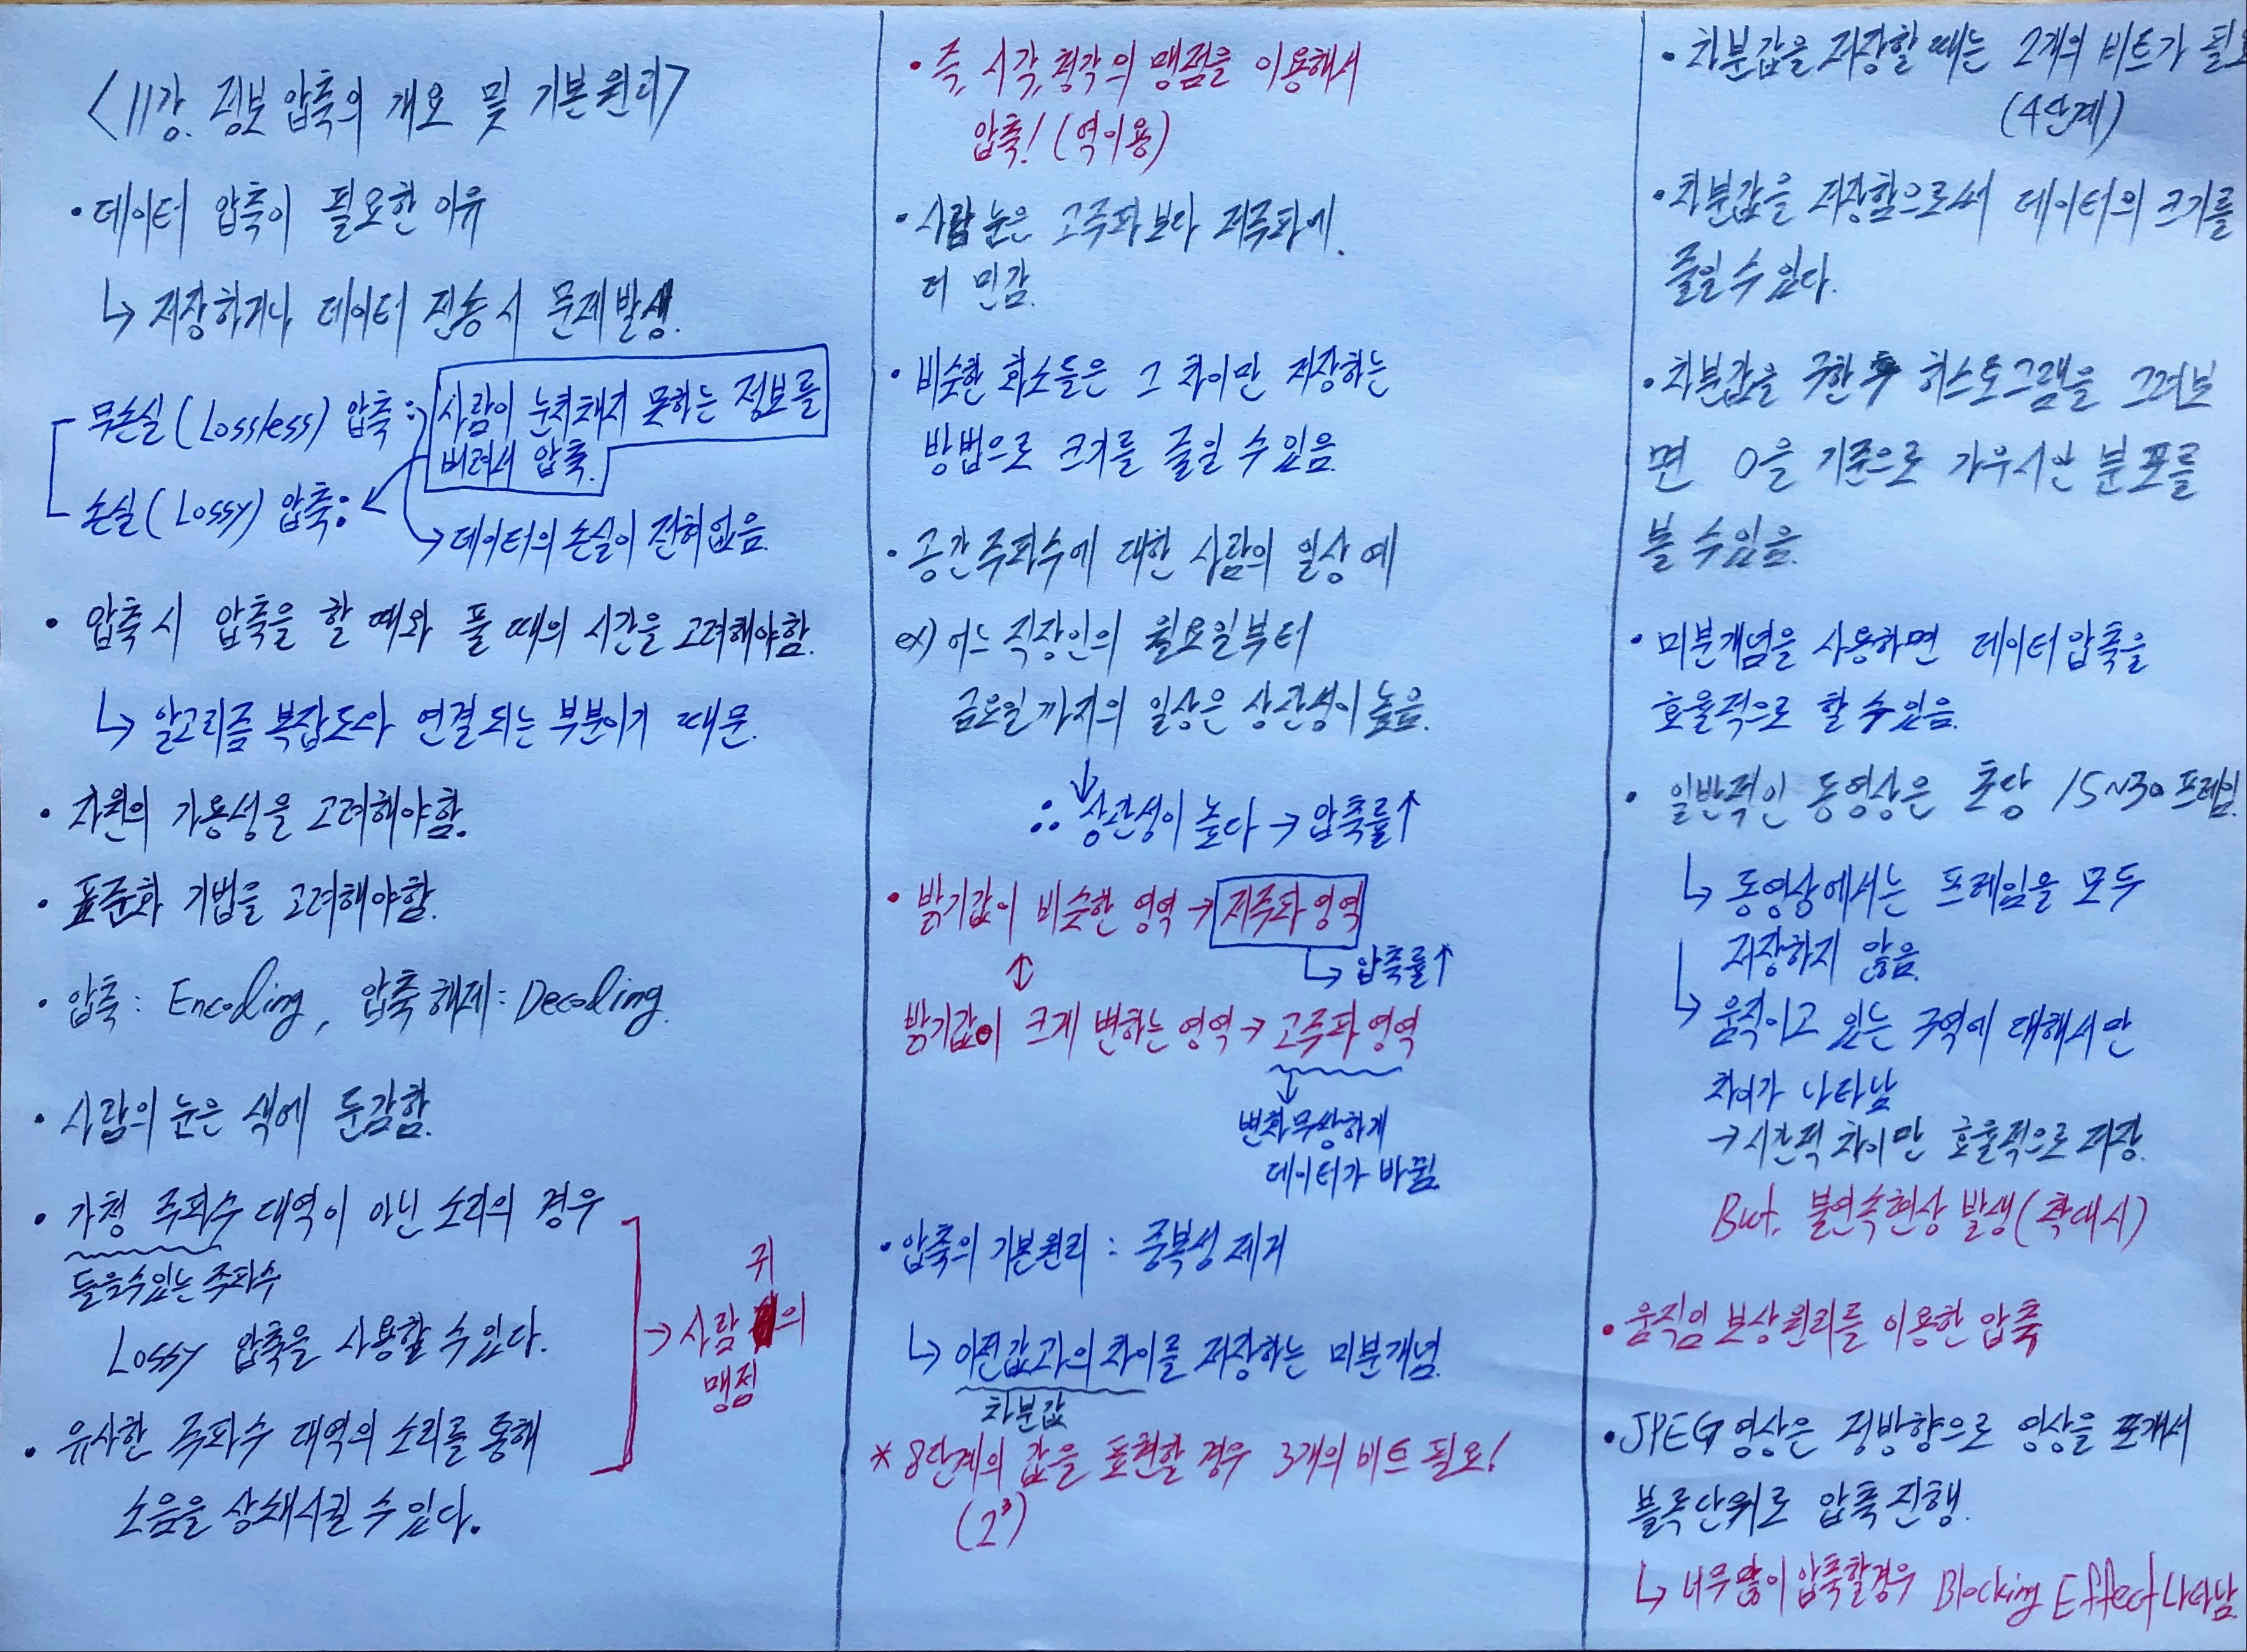 <11강. 정보 압축의 개요 및 기본원리>
• 데이터 압축이 필요한 이유
↳ 저장하거나 데이터 전송시 문제발생.
무손실(Lossless) 압축:
사람이 눈치채지 못하는 정보를
버려서 압축.
손실(Lossy) 압축:
→ 데이터의 손실이 전혀없음.
• 압축 시 압축을 할 때와 풀 때의 시간을 고려해야함.
↳ 알고리즘 복잡도와 연결되는 부분이기 때문.
• 자원의 가용성을 고려해야함.
• 표준화 기법을 고려해야함.
• 압축: Encoding, 압축해제: Decoding.
• 사람의 눈은 색에 둔감함.
• 가청 주파수 대역이 아닌 소리의 경우
들을수있는 주파수
Lossy 압축을 사용할 수 있다.
• 유사한 주파수 대역의 소리를 통해
소음을 상쇄시킬 수 있다.
귀
→ 사람의
맹점
• 즉, 시각, 청각의 맹점을 이용해서
압축! (역이용)
• 사람 눈은 고주파보다 저주파에
더 민감.
• 비슷한 화소들은 그 차이만 저장하는
방법으로 크기를 줄일 수 있음.
• 공간주파수에 대한 사람의 일상 예
ex) 어느 직장인의 월요일부터
금요일까지의 일상은 상관성이 높음.
↓
∴ 상관성이 높다 → 압축률↑
• 밝기값이 비슷한 영역 → 저주파 영역
↳ 압축률↑
↕
밝기값이 크게 변하는 영역 → 고주파 영역
↓
변화무쌍하게
데이터가 바뀜.
• 압축의 기본원리 : 중복성 제거
↳ 이전값과의 차이를 저장하는 미분개념.
차분값
* 8단계의 값을 표현할 경우 3개의 비트 필요!
(2³)
• 차분값을 저장할 때는 2개의 비트가 필요
(4단계)
• 차분값을 저장함으로써 데이터의 크기를
줄일 수 있다.
• 차분값을 구한 후 히스토그램을 그려보
면 0을 기준으로 가우시안 분포를
볼 수 있음.
• 미분개념을 사용하면 데이터 압축을
효율적으로 할 수 있음.
• 일반적인 동영상은 초당 15~30 프레임.
↳ 동영상에서는 프레임을 모두
저장하지 않음.
↳ 움직이고 있는 구역에 대해서만
차이가 나타남
→ 시간적 차이만 효율적으로 저장.
But, 불연속현상 발생(확대시)
• 움직임 보상원리를 이용한 압축
• JPEG 영상은 정방향으로 영상을 쪼개서
블록단위로 압축 진행.
↳ 너무많이 압축할경우 Blocking Effect 나타남.